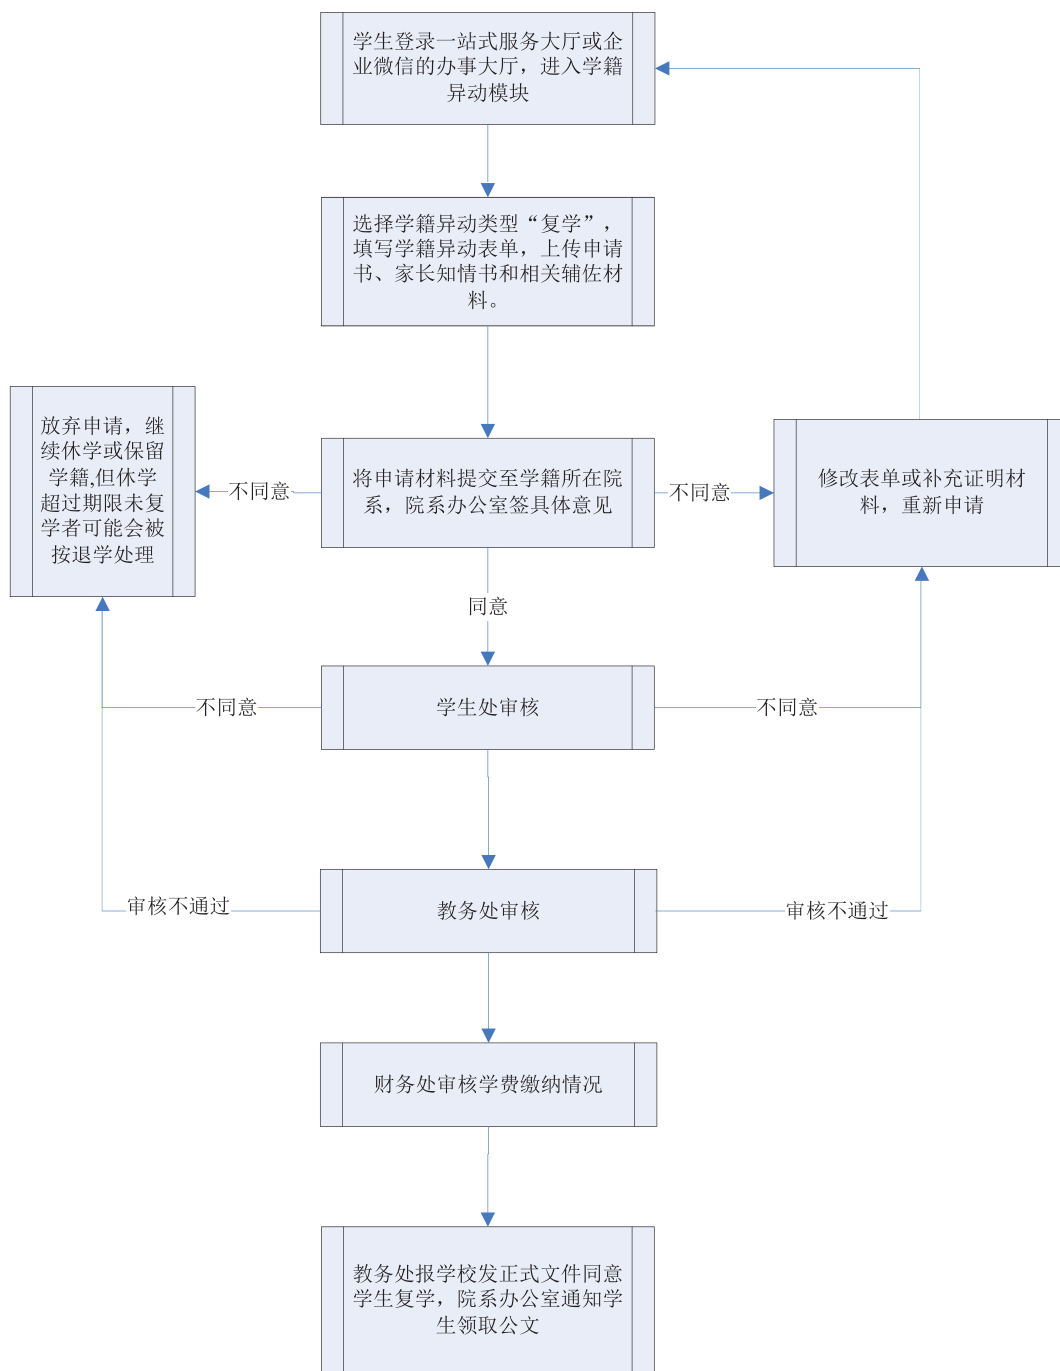 学生登录一站式服务大厅或企
业微信的办事大厅，进入学籍
异动模块
选择学籍异动类型“复学”，
填写学籍异动表单，上传申请
书、家长知情书和相关辅佐材
料。
放弃申请，继
续休学或保留
学籍,但休学
超过期限未复
学者可能会被
按退学处理
不同意
将申请材料提交至学籍所在院
系，院系办公室签具体意见
不同意
修改表单或补充证明材
料，重新申请
同意
不同意
学生处审核
不同意
审核不通过
教务处审核
审核不通过
财务处审核学费缴纳情况
教务处报学校发正式文件同意
学生复学，院系办公室通知学
生领取公文